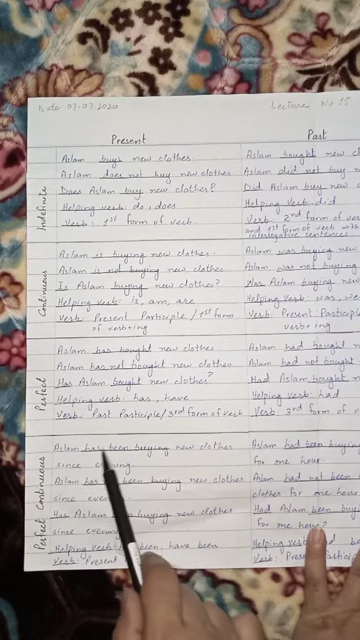 Date 07-07-2020
Lecture No 15
Present
Past
Indefinite
Aslam buys new clothes.
Aslam does not buy new clothes
Does Aslam buy new clothes?
Helping verb: do, does
Verb: 1st form of verb.
Aslam bought new cl
Aslam did not buy n
Did Aslam buy new
Helping verb did
Verb: 2nd form of ve
and 1st form of verb with
interrogative sentences
Continuous
Aslam is buying new clothes.
Aslam is not buying new clothes
Is Aslam buying new clothes?
Helping verb: is, am, are
Verb: Present Participle / 1st form
of verb+ing
Aslam was buying new
Aslam was not buying
Was Aslam buying new
Helping verb: was, we
Verb: Present Participle
verb+ing
Perfect
Aslam has bought new clothes.
Aslam has not bought new clothes.
Has Aslam bought new clothes?
Helping verb: has, have
Verb: Past Participle/3rd form of verb
Aslam had bought n
Aslam had not bought
Had Aslam bought n
Helping verb: had
Verb: 3rd form of v
Perfect Continuous
Aslam has been buying new clothes
since evening.
Aslam has been buying new clothes
since even
Has Aslam buying new clothes
since evenin
Helping verb been, have been
Verb: Present
Aslam had been buying
for one hour.
had not been
clothes for one hour
Had Aslam been buy
for one hour?
Helping verb
Verb: Present Particip